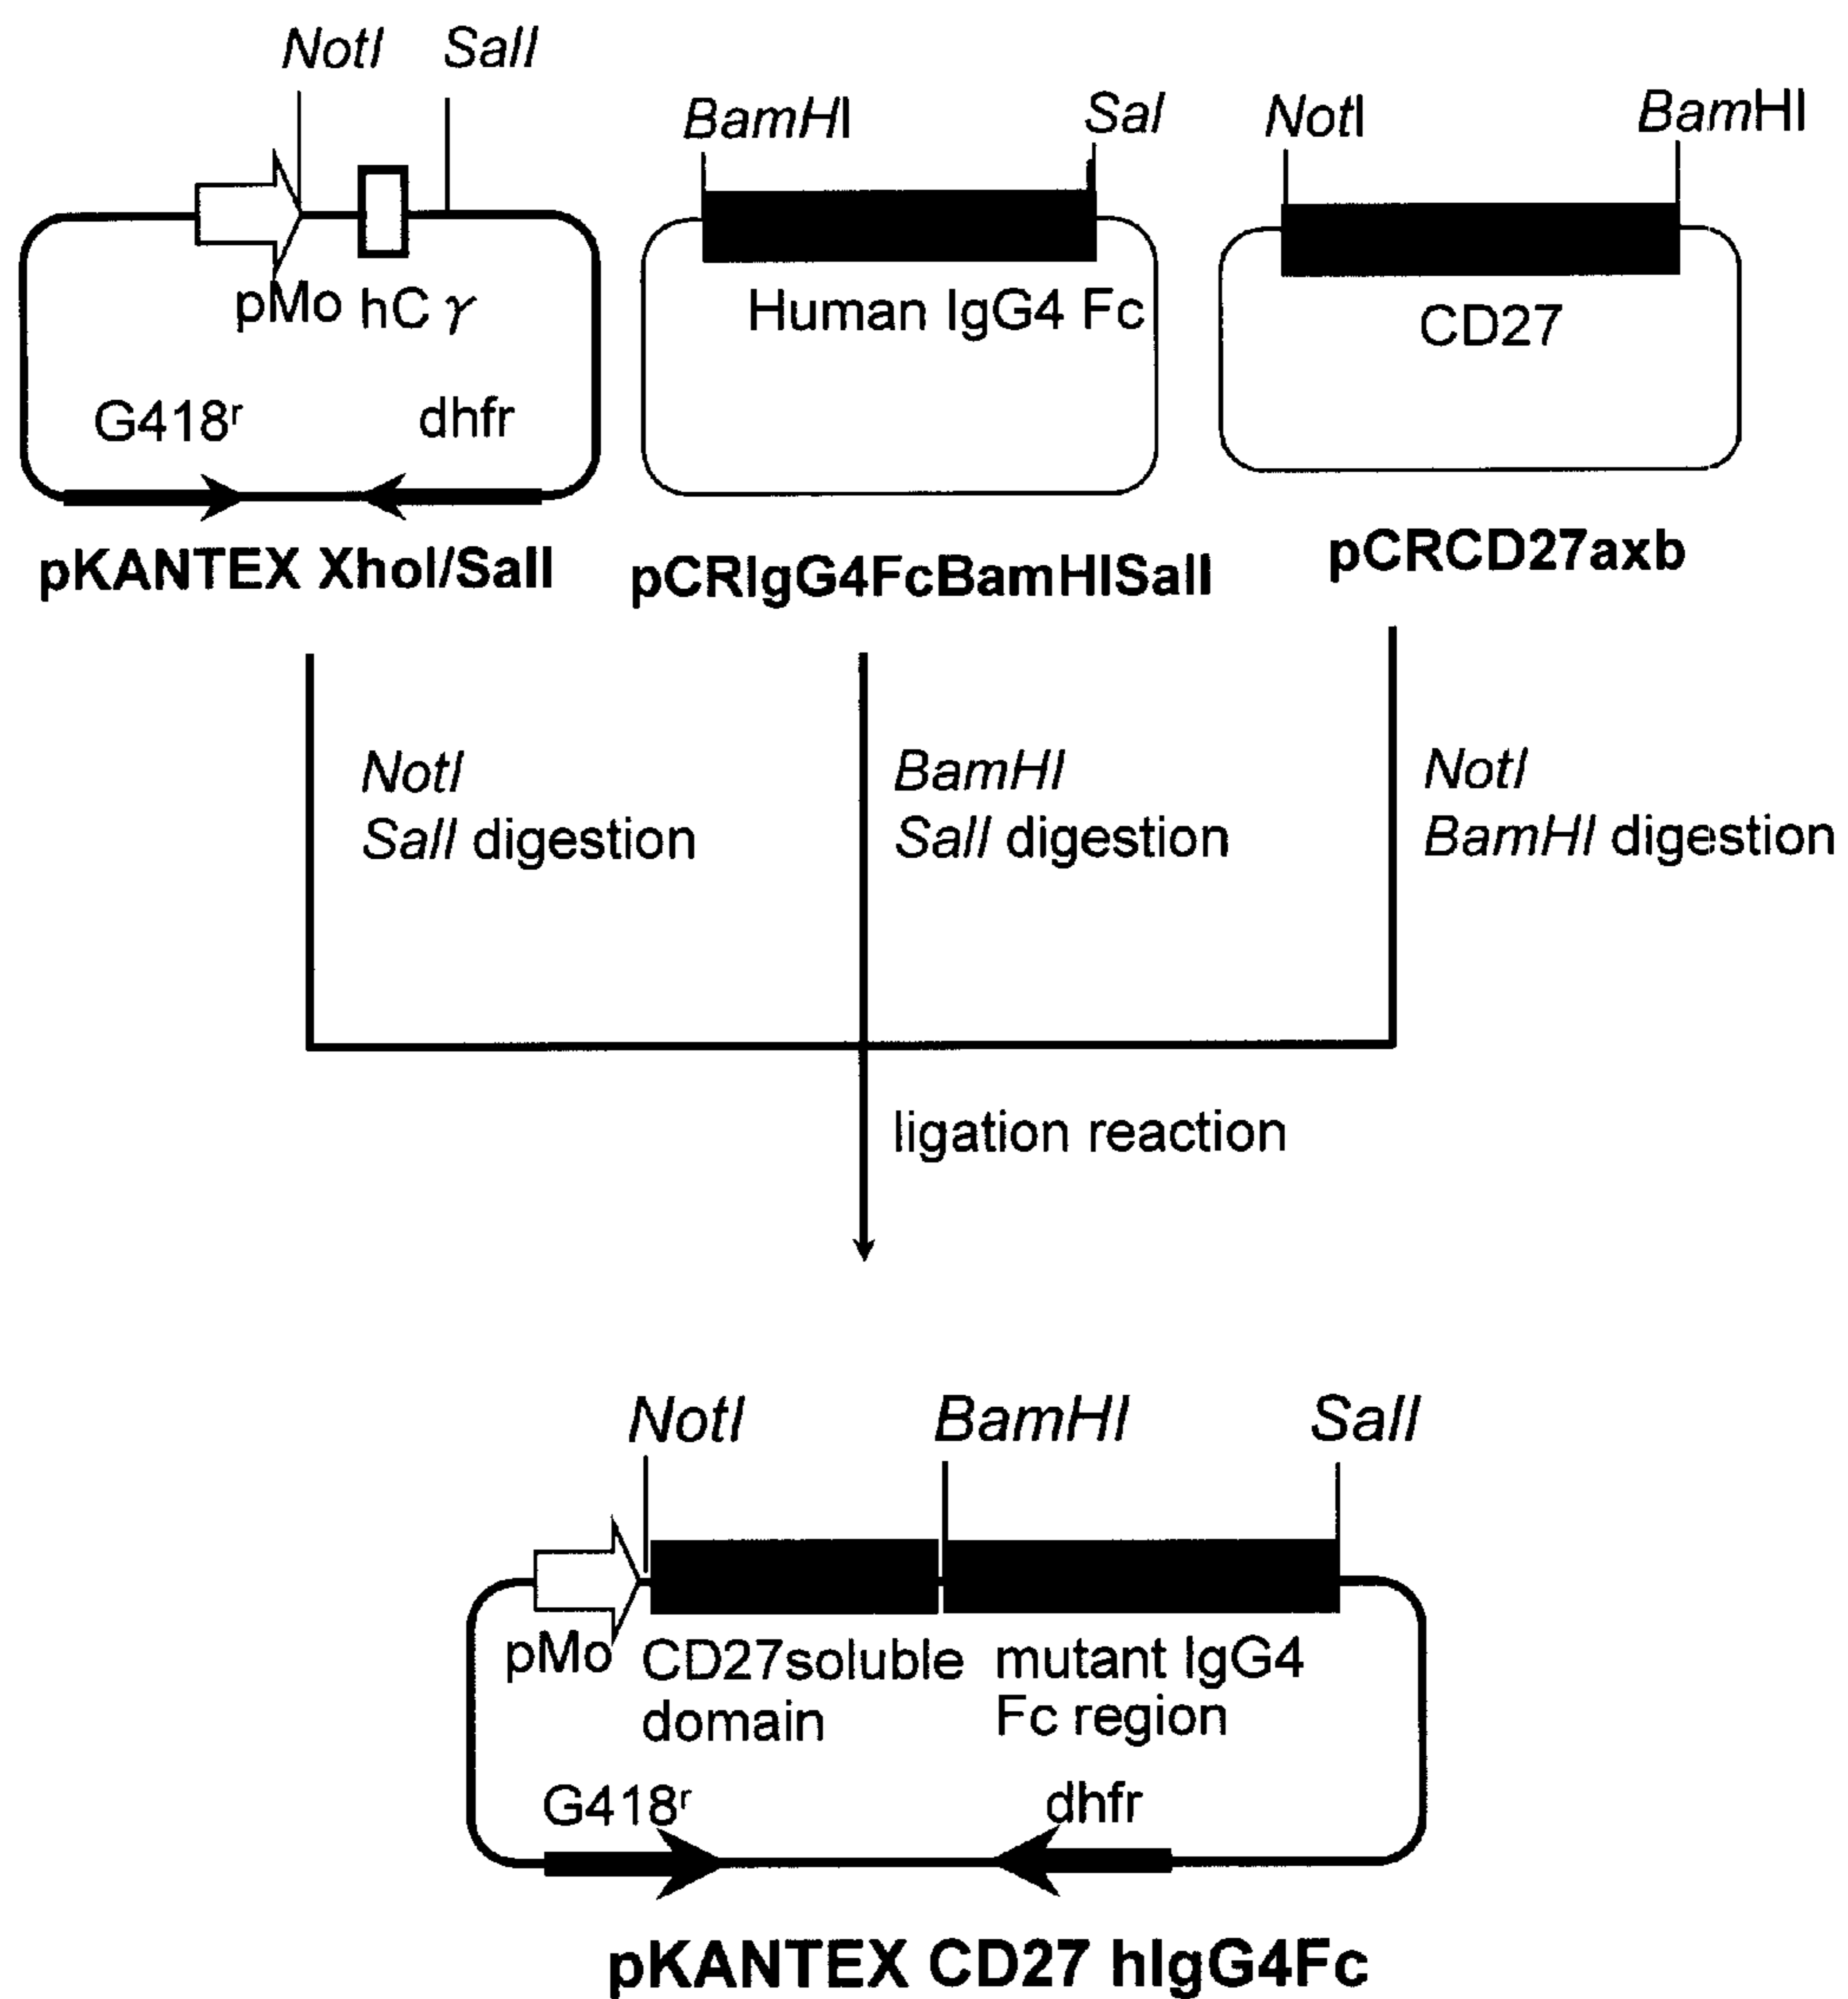 NotI SalI
BamHI SaI NotI BamHI
pMo hCγ
Human IgG4 Fc
CD27
G418r dhfr
pKANTEX XhoI/SalI
pCRIgG4FcBamHISalI
pCRCD27axb
NotI
SalI digestion
BamHI
SalI digestion
NotI
BamHI digestion
ligation reaction
NotI BamHI SalI
pMo
CD27soluble
domain
mutant IgG4
Fc region
G418r dhfr
pKANTEX CD27 hIgG4Fc